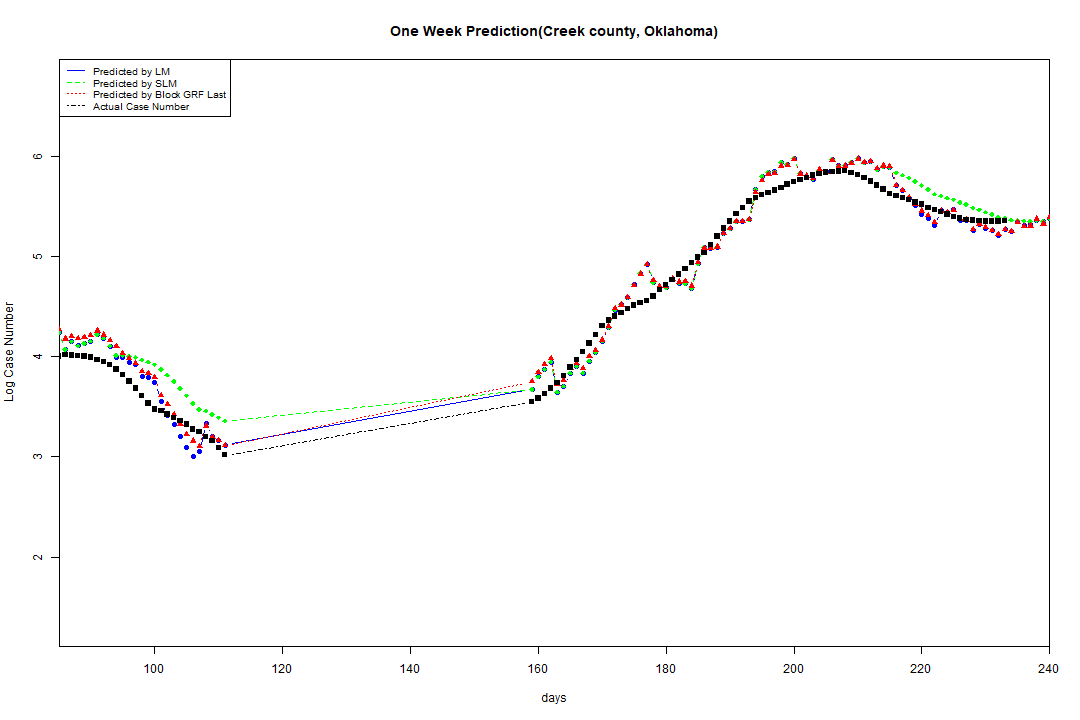 One Week Prediction(Creek county, Oklahoma)
Predicted by LM
Predicted by SLM
Predicted by Block GRF Last
Actual Case Number
6
5
4
3
2
Log Case Number
100 120 140 160 180 200 220 240
days